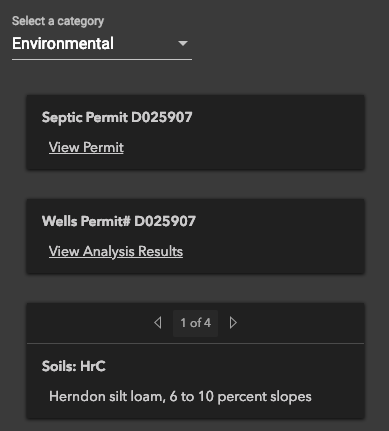 Select a category
Environmental
Septic Permit D025907
View Permit
Wells Permit# D025907
View Analysis Results
1 of 4
Soils: HrC
Herndon silt loam, 6 to 10 percent slopes